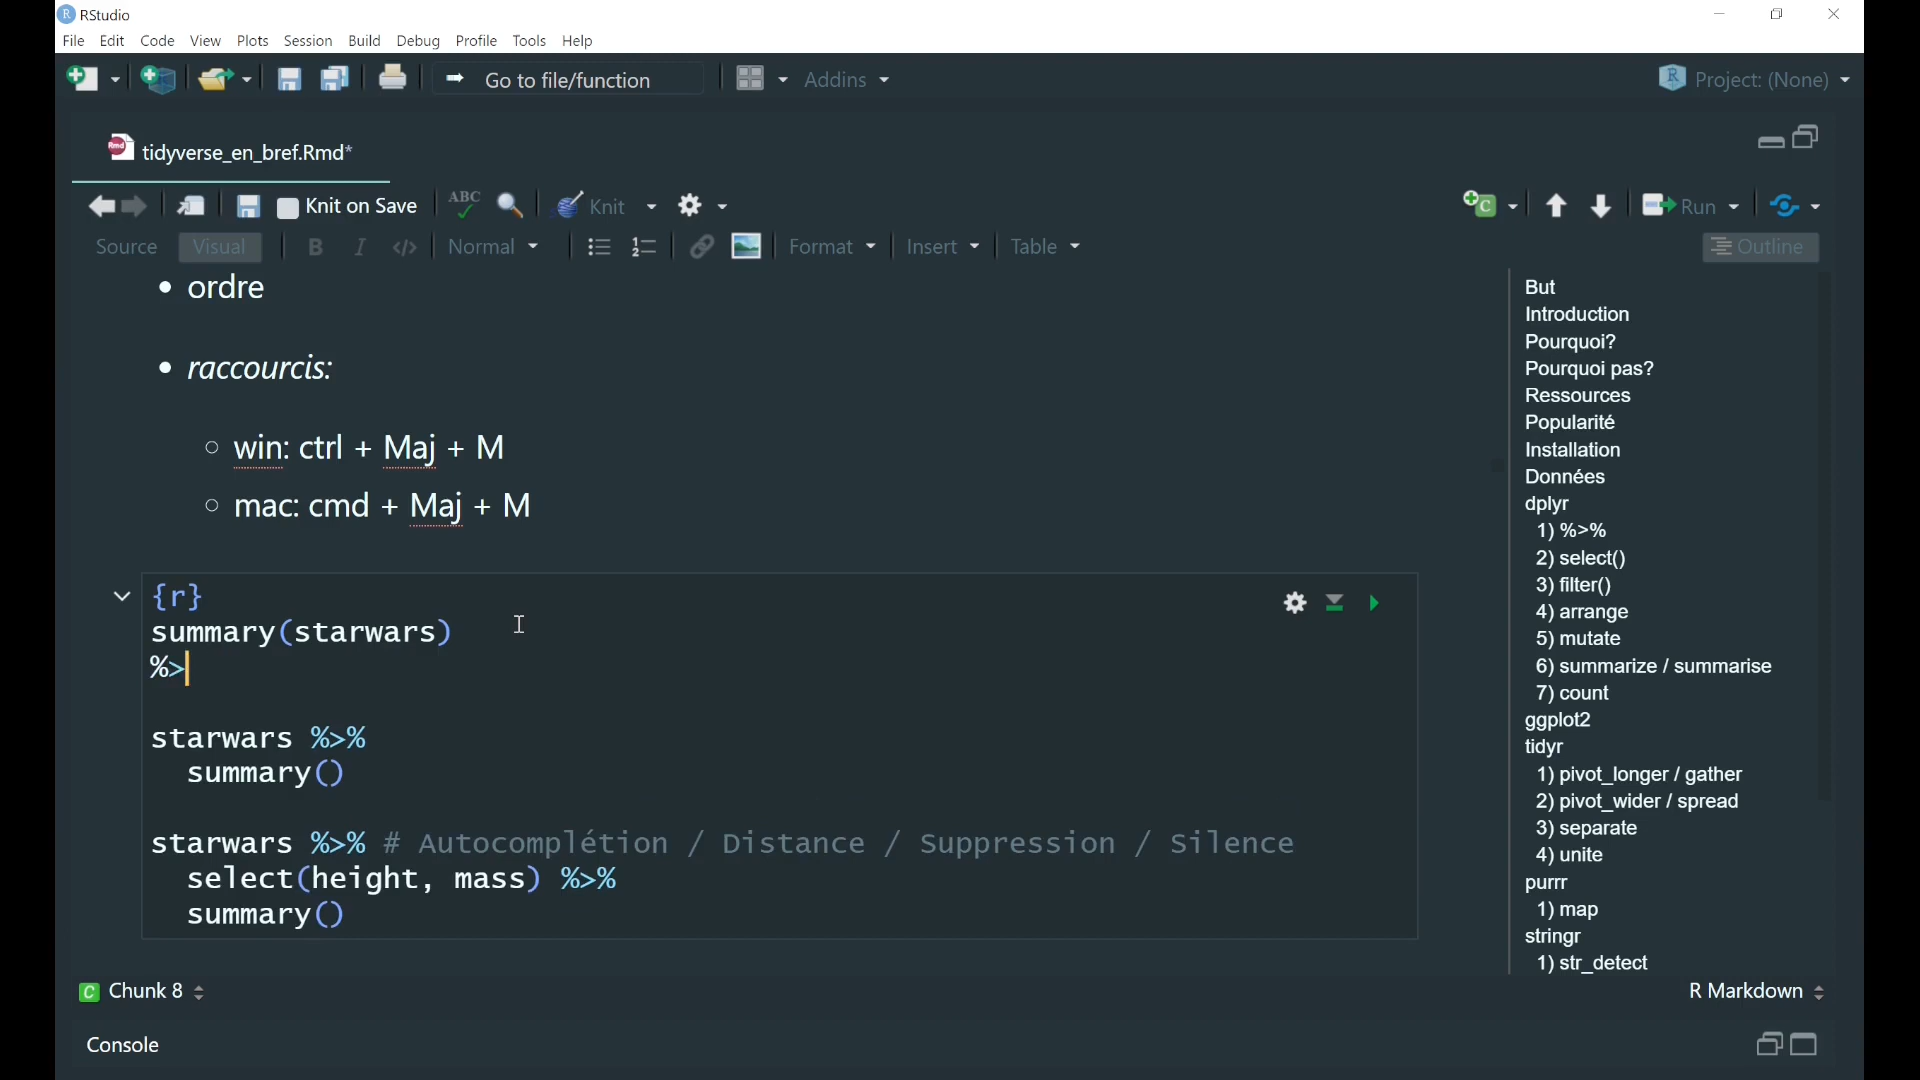 RStudio
File Edit Code View Plots Session Build Debug Profile Tools Help
Go to file/function
Addins
Project: (None)
tidyverse_en_bref.Rmd*
Knit on Save
ABC
Knit
Run
Source
Visual
B I </>
Normal
Format
Insert
Table
Outline
• ordre
• raccourcis:
○ win: ctrl + Maj + M
○ mac: cmd + Maj + M
{r}
summary(starwars)
%>
starwars %>%
summary()
starwars %>% # Autocomplétion / Distance / Suppression / Silence
select(height, mass) %>%
summary()
But
Introduction
Pourquoi?
Pourquoi pas?
Ressources
Popularité
Installation
Données
dplyr
1) %>%
2) select()
3) filter()
4) arrange
5) mutate
6) summarize / summarise
7) count
ggplot2
tidyr
1) pivot_longer / gather
2) pivot_wider / spread
3) separate
4) unite
purrr
1) map
stringr
1) str_detect
C Chunk 8
R Markdown
Console